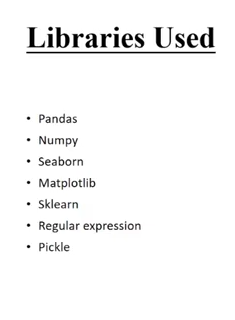 Libraries Used
• Pandas
• Numpy
• Seaborn
• Matplotlib
• Sklearn
• Regular expression
• Pickle